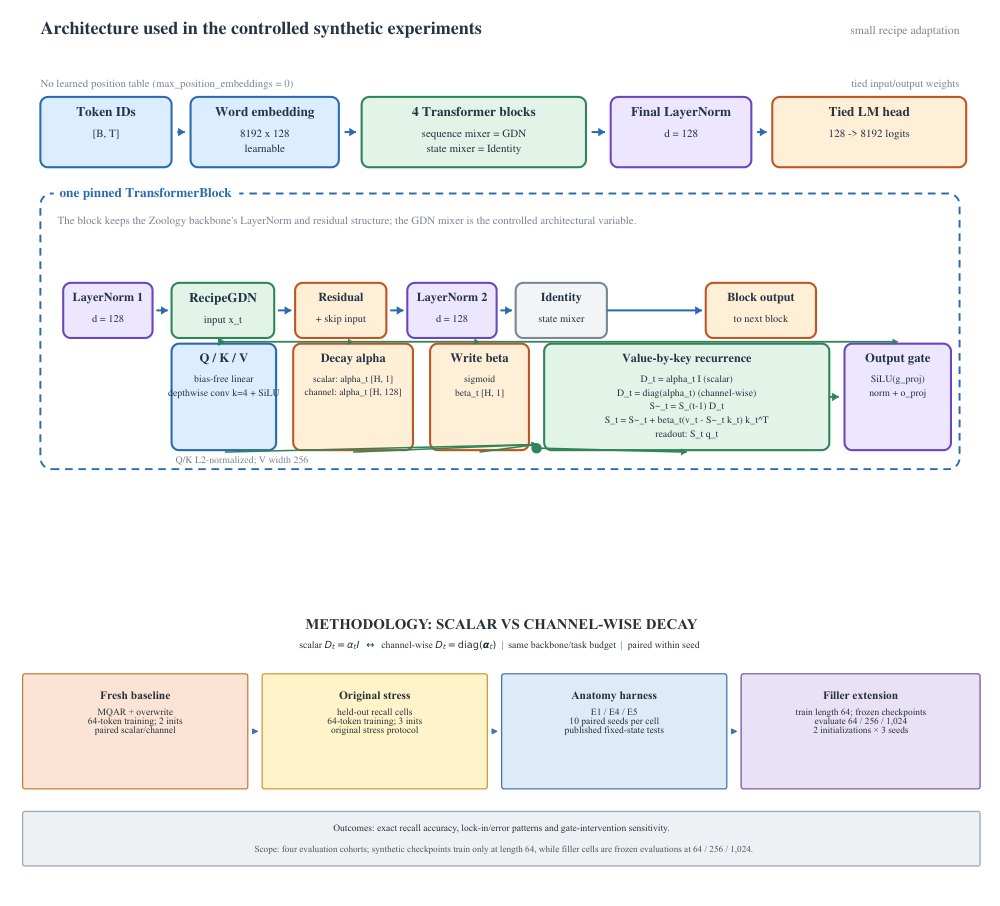 Architecture used in the controlled synthetic experiments
small recipe adaptation
No learned position table (max_position_embeddings = 0)
tied input/output weights
Token IDs
[B, T]
Word embedding
8192 x 128
learnable
4 Transformer blocks
sequence mixer = GDN
state mixer = Identity
Final LayerNorm
d = 128
Tied LM head
128 -> 8192 logits
one pinned TransformerBlock
The block keeps the Zoology backbone's LayerNorm and residual structure; the GDN mixer is the controlled architectural variable.
LayerNorm 1
d = 128
RecipeGDN
input x_t
Residual
+ skip input
LayerNorm 2
d = 128
Identity
state mixer
Block output
to next block
Q / K / V
bias-free linear
depthwise conv k=4 + SiLU
Decay alpha
scalar: alpha_t [H, 1]
channel: alpha_t [H, 128]
Write beta
sigmoid
beta_t [H, 1]
Value-by-key recurrence
D_t = alpha_t I (scalar)
D_t = diag(alpha_t) (channel-wise)
S~_t = S_(t-1) D_t
S_t = S~_t + beta_t(v_t - S~_t k_t) k_t^T
readout: S_t q_t
Output gate
SiLU(g_proj)
norm + o_proj
Q/K L2-normalized; V width 256
METHODOLOGY: SCALAR VS CHANNEL-WISE DECAY
scalar Dₜ = αₜI ↔ channel-wise Dₜ = diag(αₜ) | same backbone/task budget | paired within seed
Fresh baseline
MQAR + overwrite
64-token training; 2 inits
paired scalar/channel
Original stress
held-out recall cells
64-token training; 3 inits
original stress protocol
Anatomy harness
E1 / E4 / E5
10 paired seeds per cell
published fixed-state tests
Filler extension
train length 64; frozen checkpoints
evaluate 64 / 256 / 1,024
2 initializations × 3 seeds
Outcomes: exact recall accuracy, lock-in/error patterns and gate-intervention sensitivity.
Scope: four evaluation cohorts; synthetic checkpoints train only at length 64, while filler cells are frozen evaluations at 64 / 256 / 1,024.